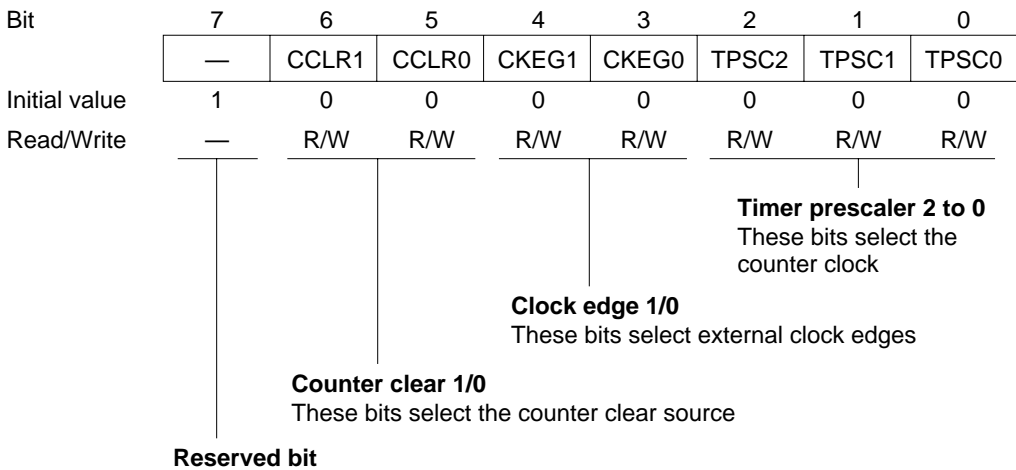 Bit 7 6 5 4 3 2 1 0
— CCLR1 CCLR0 CKEG1 CKEG0 TPSC2 TPSC1 TPSC0
Initial value 1 0 0 0 0 0 0 0
Read/Write — R/W R/W R/W R/W R/W R/W R/W
Timer prescaler 2 to 0
These bits select the
counter clock
Clock edge 1/0
These bits select external clock edges
Counter clear 1/0
These bits select the counter clear source
Reserved bit